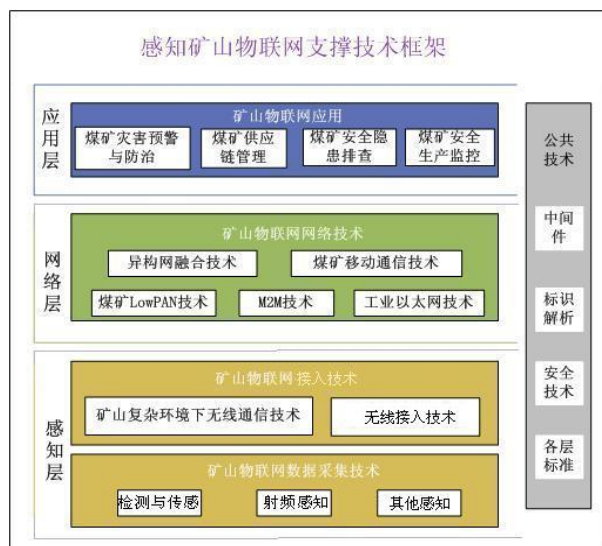 感知矿山物联网支撑技术框架
应用层
矿山物联网应用
煤矿灾害预警
与防治
煤矿供应
链管理
煤矿安全隐
患排查
煤矿安全
生产监控
网络层
矿山物联网网络技术
异构网融合技术
煤矿移动通信技术
煤矿LowPAN技术
M2M技术
工业以太网技术
感知层
矿山物联网接入技术
矿山复杂环境下无线通信技术
无线接入技术
矿山物联网数据采集技术
检测与传感
射频感知
其他感知
公共
技术
中间
件
标识
解析
安全
技术
各层
标准